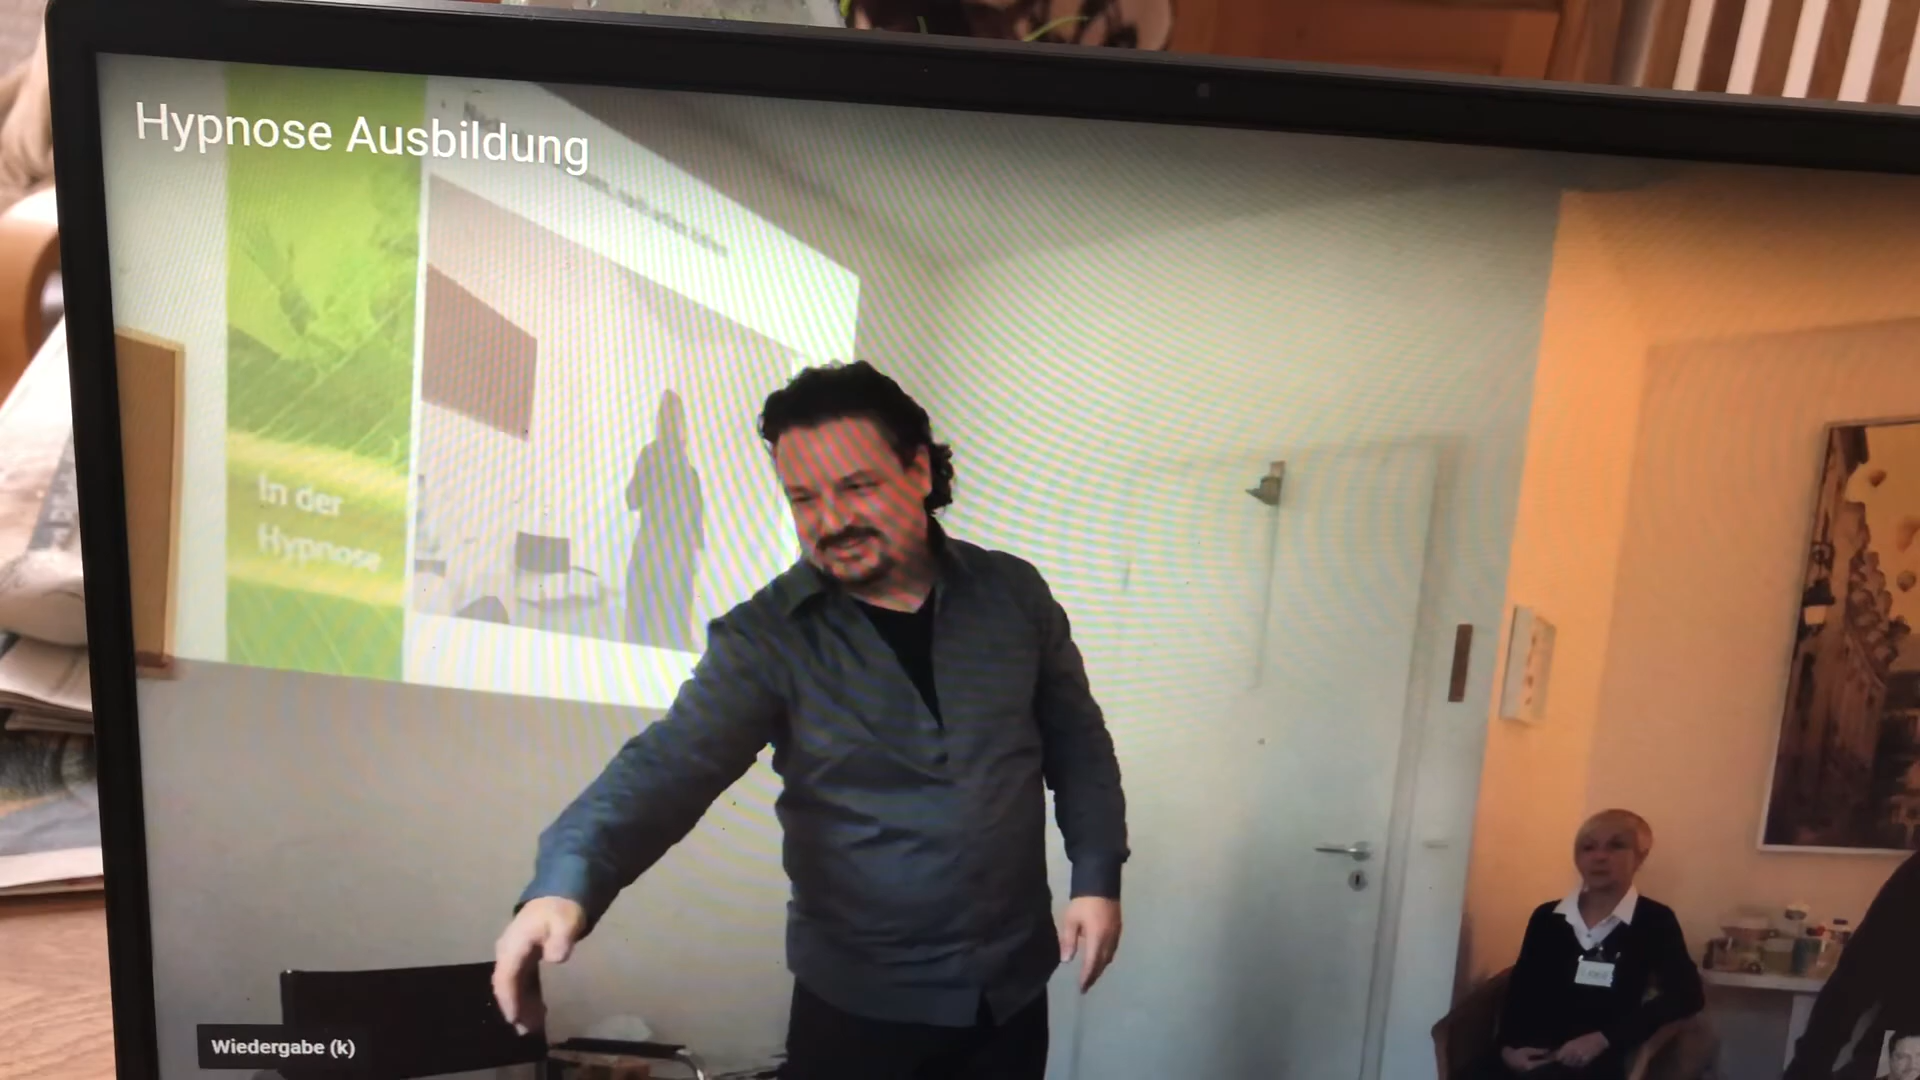 Hypnose Ausbildung
In der
Hypnose
Wiedergabe (k)